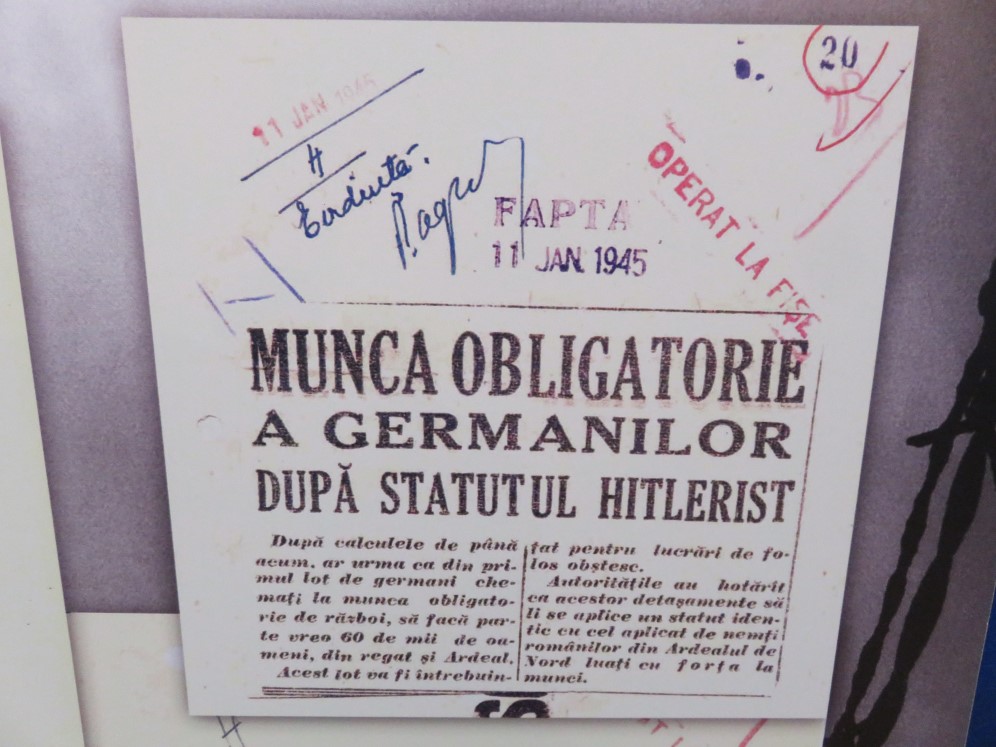 20
11 JAN 1945
FAPTA
11 JAN. 1945
OPERAT LA FIȘE
MUNCA OBLIGATORIE
A GERMANILOR
DUPĂ STATUTUL HITLERIST
După calculele de până
acum, ar urma ca din pri-
mul lot de germani che-
mați la munca obligato-
rie de război, să facă par-
te vreo 60 de mii de oa-
meni, din regat și Ardeal.
Acest lot va fi întrebuin-
țat pentru lucrări de fo-
los obștesc.
Autoritățile au hotărît
ca acestor detașamente să
li se aplice un statut iden-
tic cu cel aplicat de nemți
românilor din Ardealul de
Nord luați cu forța la
munci.